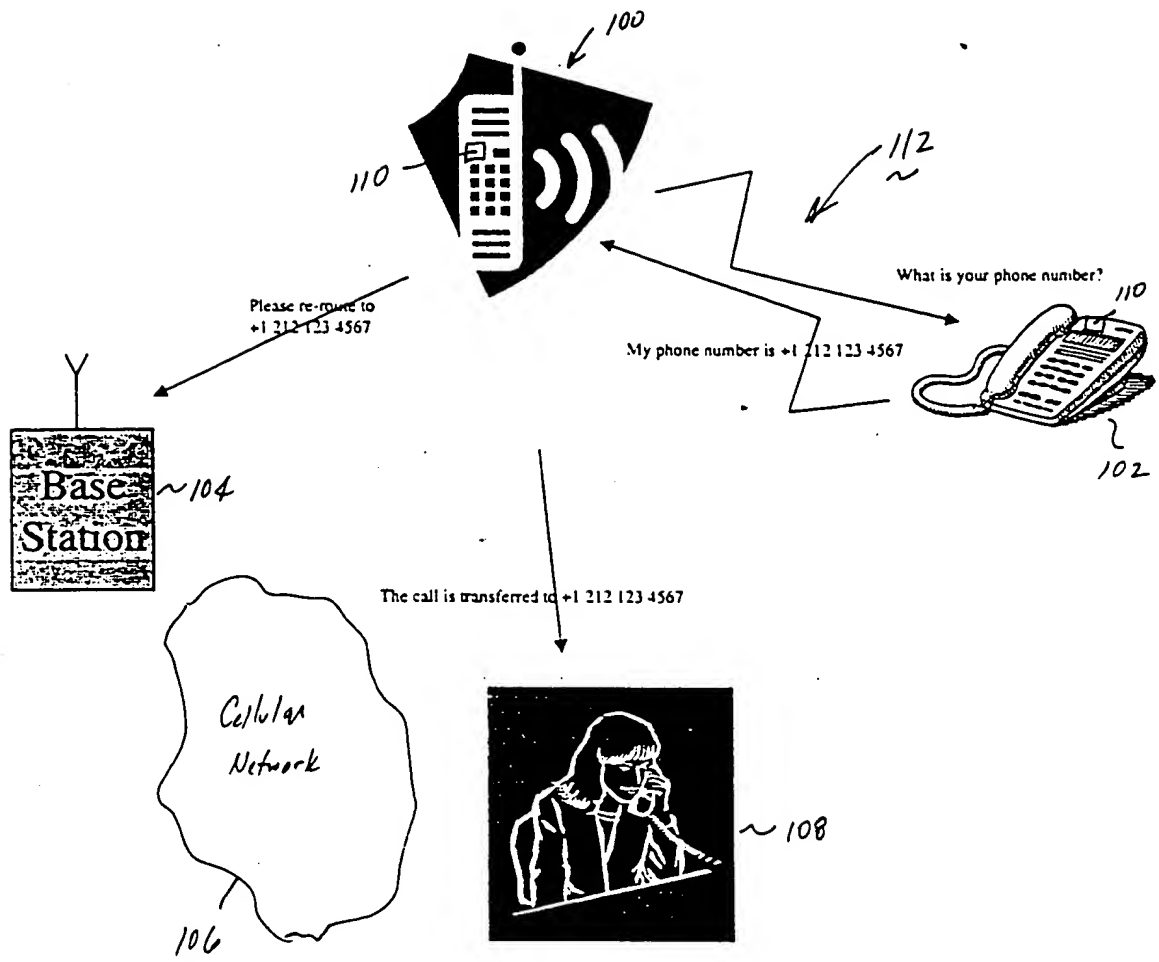 100
110
112
What is your phone number?
110
Please re-route to
+1 212 123 4567
My phone number is +1 212 123 4567
102
Base
Station
104
The call is transferred to +1 212 123 4567
Cellular
Network
108
106